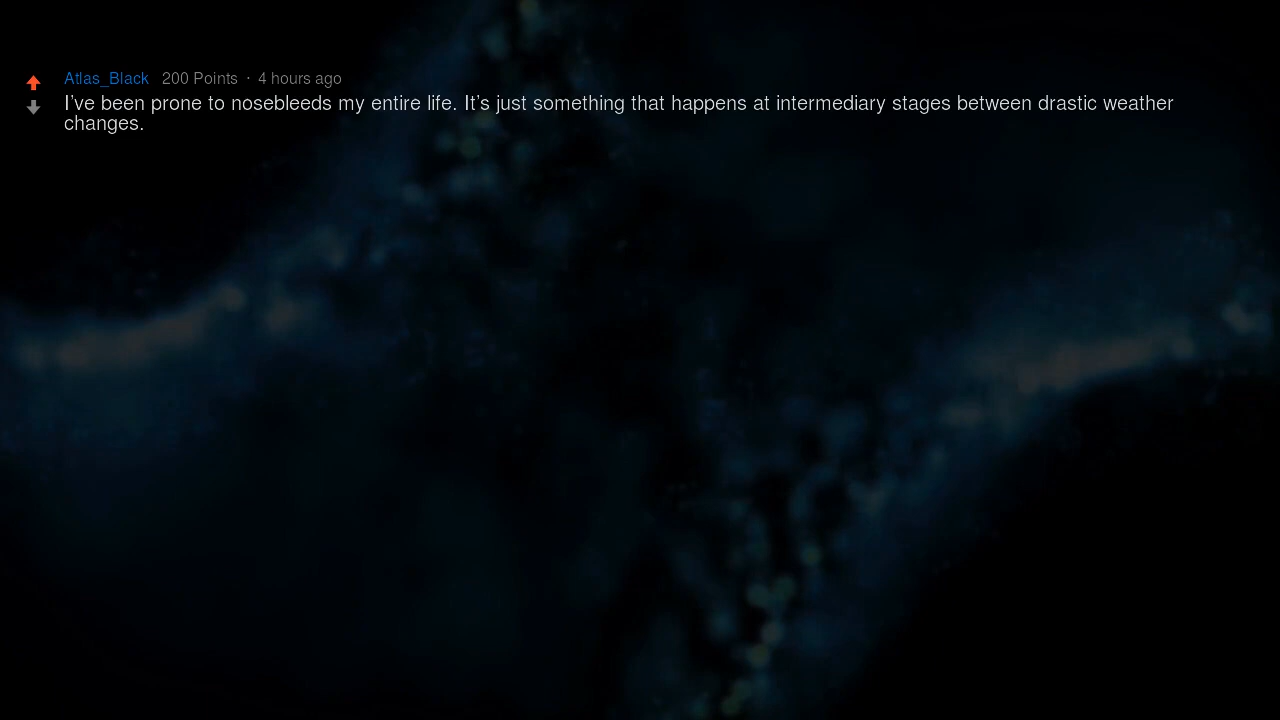 Atlas_Black 200 Points · 4 hours ago
I've been prone to nosebleeds my entire life. It's just something that happens at intermediary stages between drastic weather
changes.